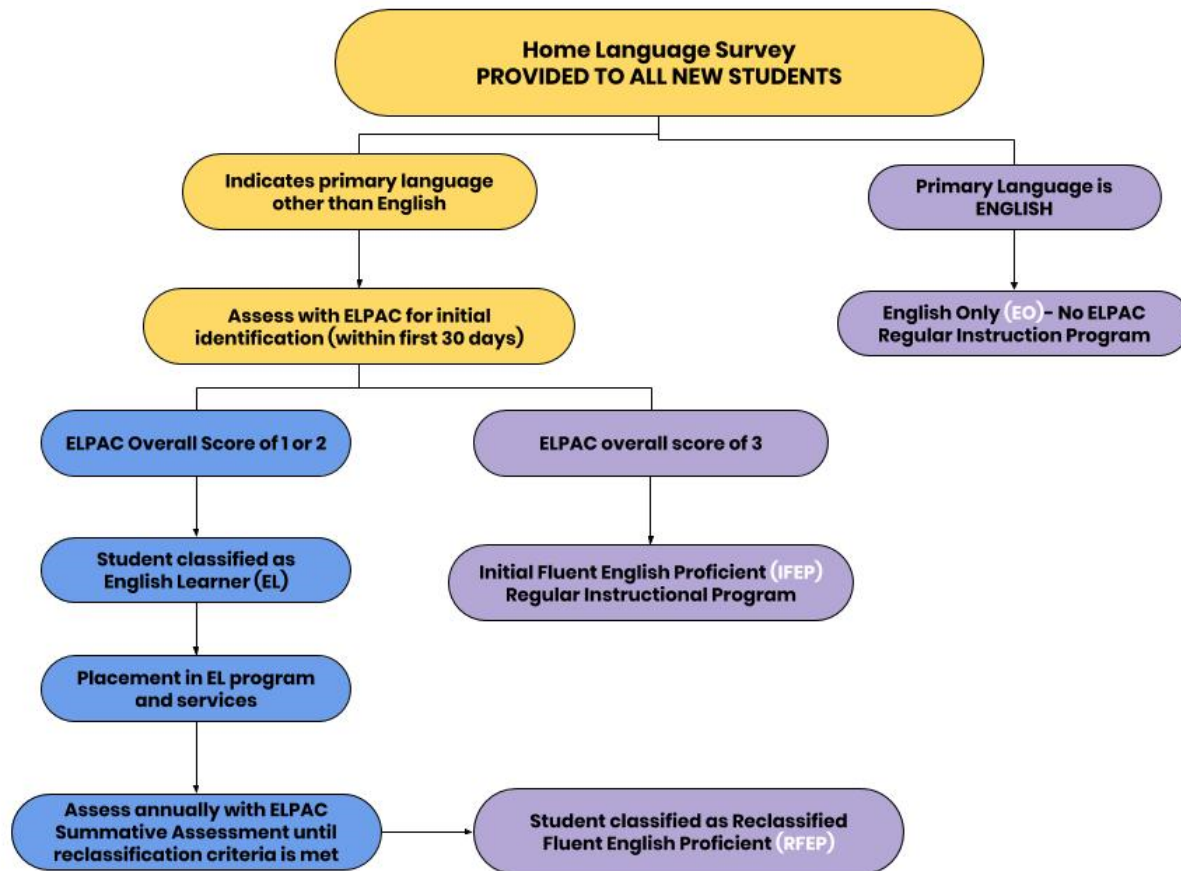 Home Language Survey
PROVIDED TO ALL NEW STUDENTS
Indicates primary language
other than English
Primary Language is
ENGLISH
Assess with ELPAC for initial
identification (within first 30 days)
English Only (EO)- No ELPAC
Regular Instruction Program
ELPAC Overall Score of 1 or 2
ELPAC overall score of 3
Student classified as
English Learner (EL)
Initial Fluent English Proficient (IFEP)
Regular Instructional Program
Placement in EL program
and services
Assess annually with ELPAC
Summative Assessment until
reclassification criteria is met
Student classified as Reclassified
Fluent English Proficient (RFEP)